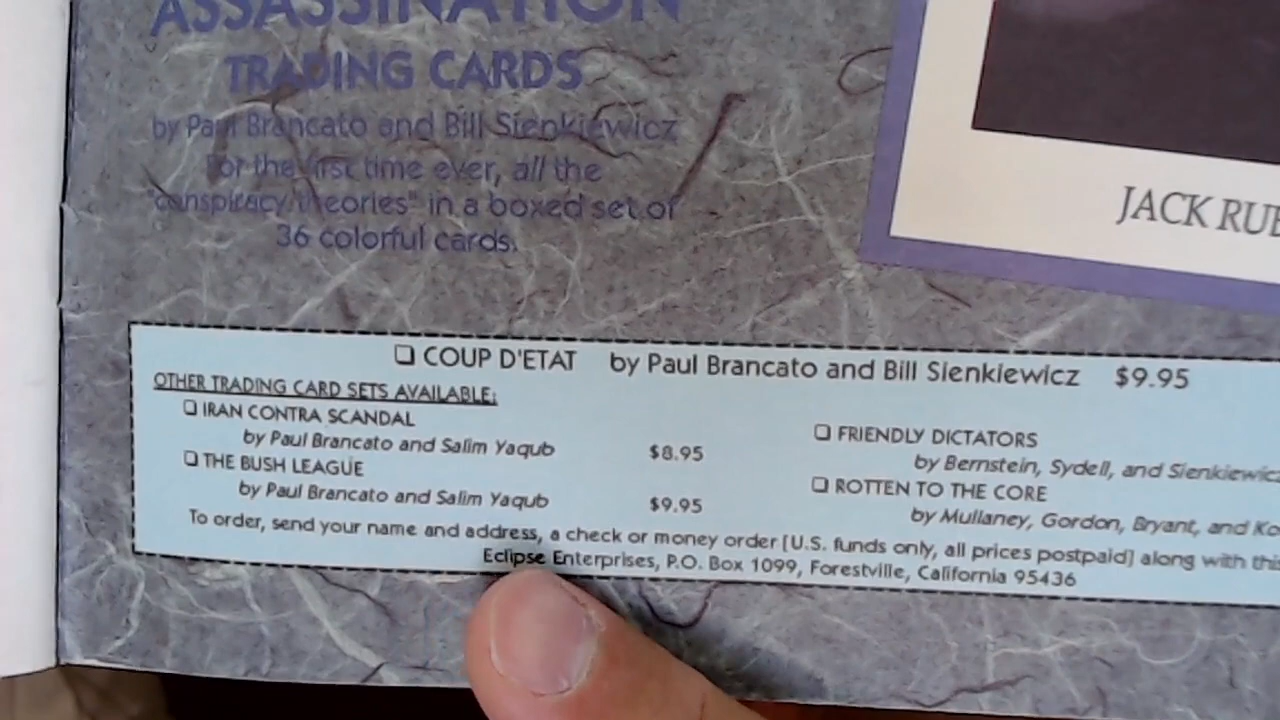 ASSASSINATION
TRADING CARDS
by Paul Brancato and Bill Sienkiewicz
For the first time ever, all the
"conspiracy theories" in a boxed set of
36 colorful cards.
JACK RUB
❏ COUP D'ETAT by Paul Brancato and Bill Sienkiewicz $9.95
OTHER TRADING CARD SETS AVAILABLE:
❏ IRAN CONTRA SCANDAL
by Paul Brancato and Salim Yaqub $8.95
❏ THE BUSH LEAGUE
by Paul Brancato and Salim Yaqub $9.95
❏ FRIENDLY DICTATORS
by Bernstein, Sydell, and Sienkiewicz
❏ ROTTEN TO THE CORE
by Mullaney, Gordon, Bryant, and Ko
To order, send your name and address, a check or money order (U.S. funds only, all prices postpaid) along with this
Eclipse Enterprises, P.O. Box 1099, Forestville, California 95436